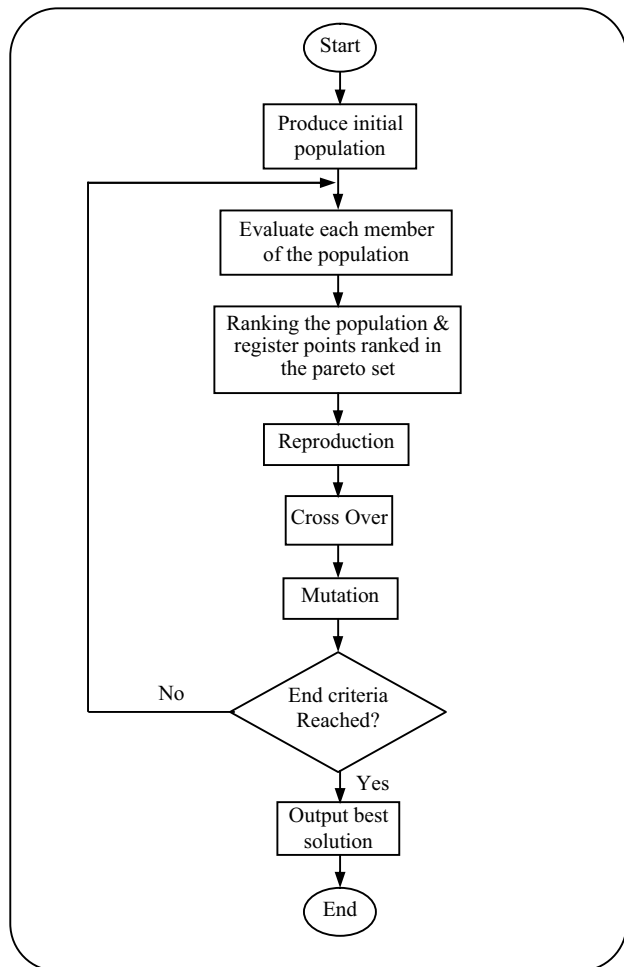 Start
Produce initial
population
Evaluate each member
of the population
Ranking the population &
register points ranked in
the pareto set
Reproduction
Cross Over
Mutation
End criteria
Reached?
No
Yes
Output best
solution
End